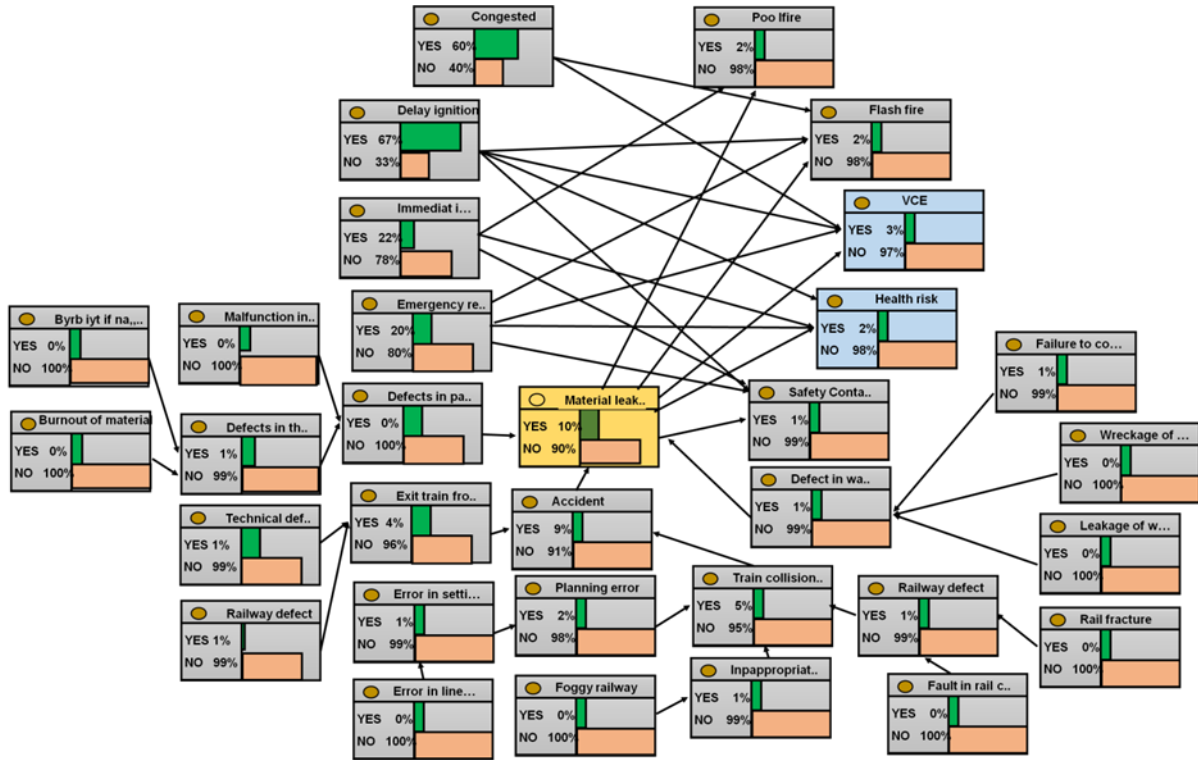 Congested
YES 60%
NO 40%
Poo lfire
YES 2%
NO 98%
Delay ignition
YES 67%
NO 33%
Flash fire
YES 2%
NO 98%
Immediat i...
YES 22%
NO 78%
VCE
YES 3%
NO 97%
Emergency re..
YES 20%
NO 80%
Health risk
YES 2%
NO 98%
Byrb iyt if na,,..
YES 0%
NO 100%
Malfunction in..
YES 0%
NO 100%
Failure to co...
YES 1%
NO 99%
Burnout of material
YES 0%
NO 100%
Defects in th..
YES 1%
NO 99%
Defects in pa..
YES 0%
NO 100%
Material leak..
YES 10%
NO 90%
Safety Conta..
YES 1%
NO 99%
Wreckage of ...
YES 0%
NO 100%
Defect in wa..
YES 1%
NO 99%
Technical def..
YES 1%
NO 99%
Exit train fro..
YES 4%
NO 96%
Accident
YES 9%
NO 91%
Leakage of w...
YES 0%
NO 100%
Railway defect
YES 1%
NO 99%
Error in setti...
YES 1%
NO 99%
Planning error
YES 2%
NO 98%
Train collision..
YES 5%
NO 95%
Railway defect
YES 1%
NO 99%
Rail fracture
YES 0%
NO 100%
Error in line...
YES 0%
NO 100%
Foggy railway
YES 0%
NO 100%
Inpappropriat..
YES 1%
NO 99%
Fault in rail c..
YES 0%
NO 100%